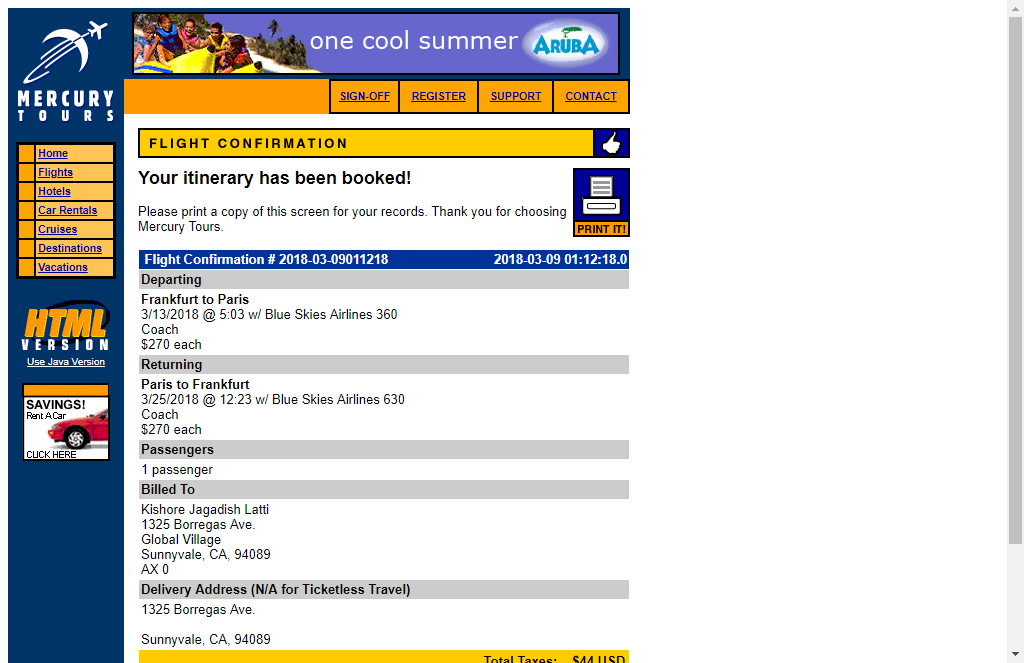 one cool summer ARUBA
MERCURY
TOURS
SIGN-OFF REGISTER SUPPORT CONTACT
Home
Flights
Hotels
Car Rentals
Cruises
Destinations
Vacations
HTML
VERSION
Use Java Version
SAVINGS!
Rent A Car
CLICK HERE
FLIGHT CONFIRMATION
Your itinerary has been booked!
Please print a copy of this screen for your records. Thank you for choosing
Mercury Tours.
PRINT IT!
Flight Confirmation # 2018-03-09011218 2018-03-09 01:12:18.0
Departing
Frankfurt to Paris
3/13/2018 @ 5:03 w/ Blue Skies Airlines 360
Coach
$270 each
Returning
Paris to Frankfurt
3/25/2018 @ 12:23 w/ Blue Skies Airlines 630
Coach
$270 each
Passengers
1 passenger
Billed To
Kishore Jagadish Latti
1325 Borregas Ave.
Global Village
Sunnyvale, CA, 94089
AX 0
Delivery Address (N/A for Ticketless Travel)
1325 Borregas Ave.
Sunnyvale, CA, 94089
Total Taxes: $44 USD